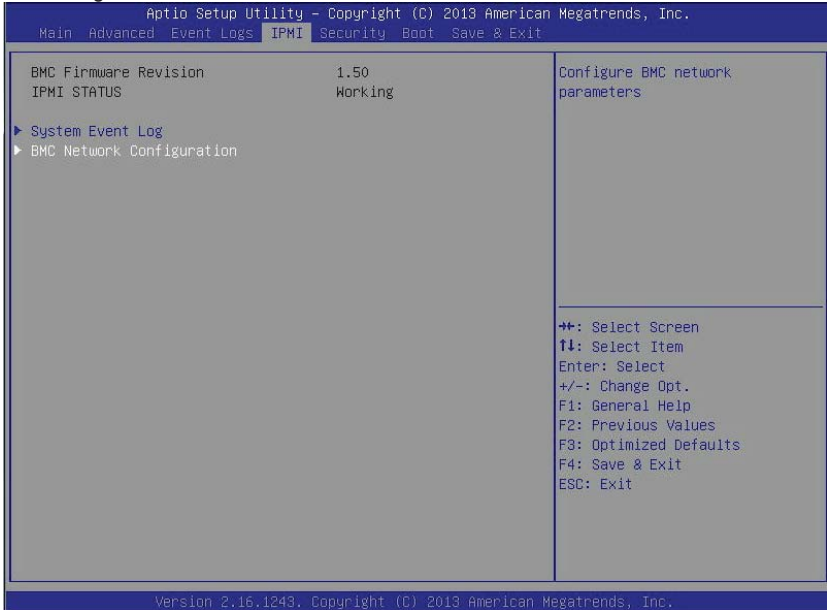 Aptio Setup Utility – Copyright (C) 2013 American Megatrends, Inc.
Main Advanced Event Logs IPMI Security Boot Save & Exit
BMC Firmware Revision 1.50
IPMI STATUS Working
▶ System Event Log
▶ BMC Network Configuration
Configure BMC network
parameters
→←: Select Screen
↑↓: Select Item
Enter: Select
+/-: Change Opt.
F1: General Help
F2: Previous Values
F3: Optimized Defaults
F4: Save & Exit
ESC: Exit
Version 2.16.1243. Copyright (C) 2013 American Megatrends, Inc.